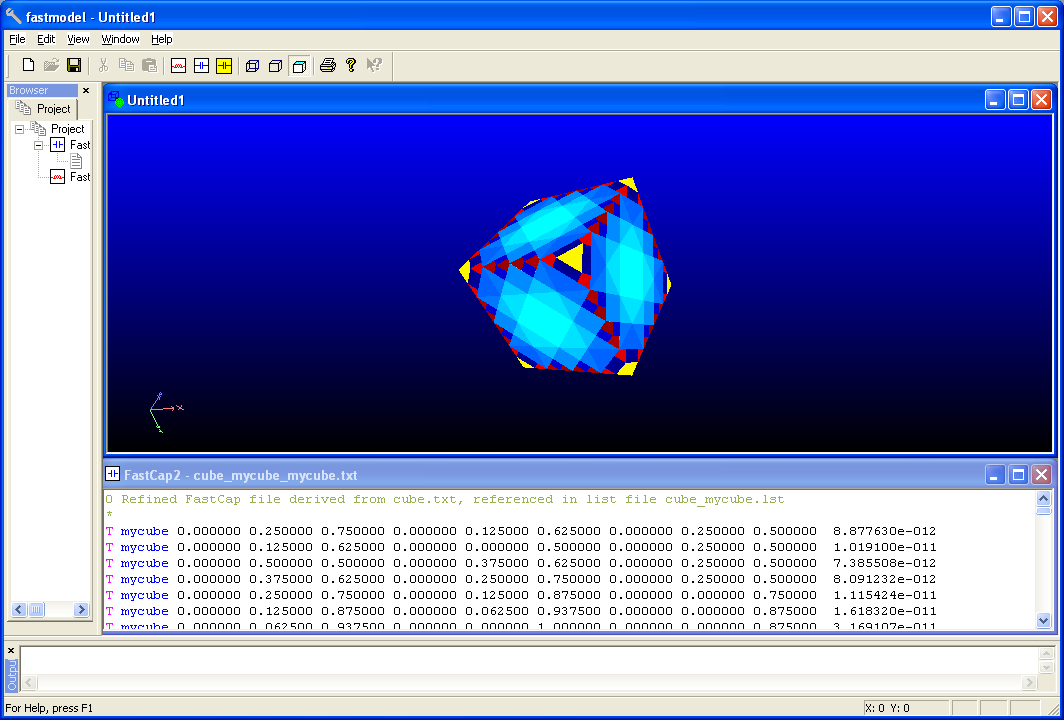 fastmodel - Untitled1
File Edit View Window Help
Browser
Project
Project
Fast
Fast
Untitled1
x
FastCap2 - cube_mycube_mycube.txt
0 Refined FastCap file derived from cube.txt, referenced in list file cube_mycube.lst
*
T mycube 0.000000 0.250000 0.750000 0.000000 0.125000 0.625000 0.000000 0.250000 0.500000 8.877630e-012
T mycube 0.000000 0.125000 0.625000 0.000000 0.000000 0.500000 0.000000 0.250000 0.500000 1.019100e-011
T mycube 0.000000 0.500000 0.500000 0.000000 0.375000 0.625000 0.000000 0.250000 0.500000 7.385508e-012
T mycube 0.000000 0.375000 0.625000 0.000000 0.250000 0.750000 0.000000 0.250000 0.500000 8.091232e-012
T mycube 0.000000 0.250000 0.750000 0.000000 0.125000 0.875000 0.000000 0.000000 0.750000 1.115424e-011
T mycube 0.000000 0.125000 0.875000 0.000000 0.062500 0.937500 0.000000 0.000000 0.875000 1.618320e-011
T mycube 0.000000 0.062500 0.937500 0.000000 0.000000 1.000000 0.000000 0.000000 0.875000 3.169107e-011
Outpu
For Help, press F1
X: 0 Y: 0